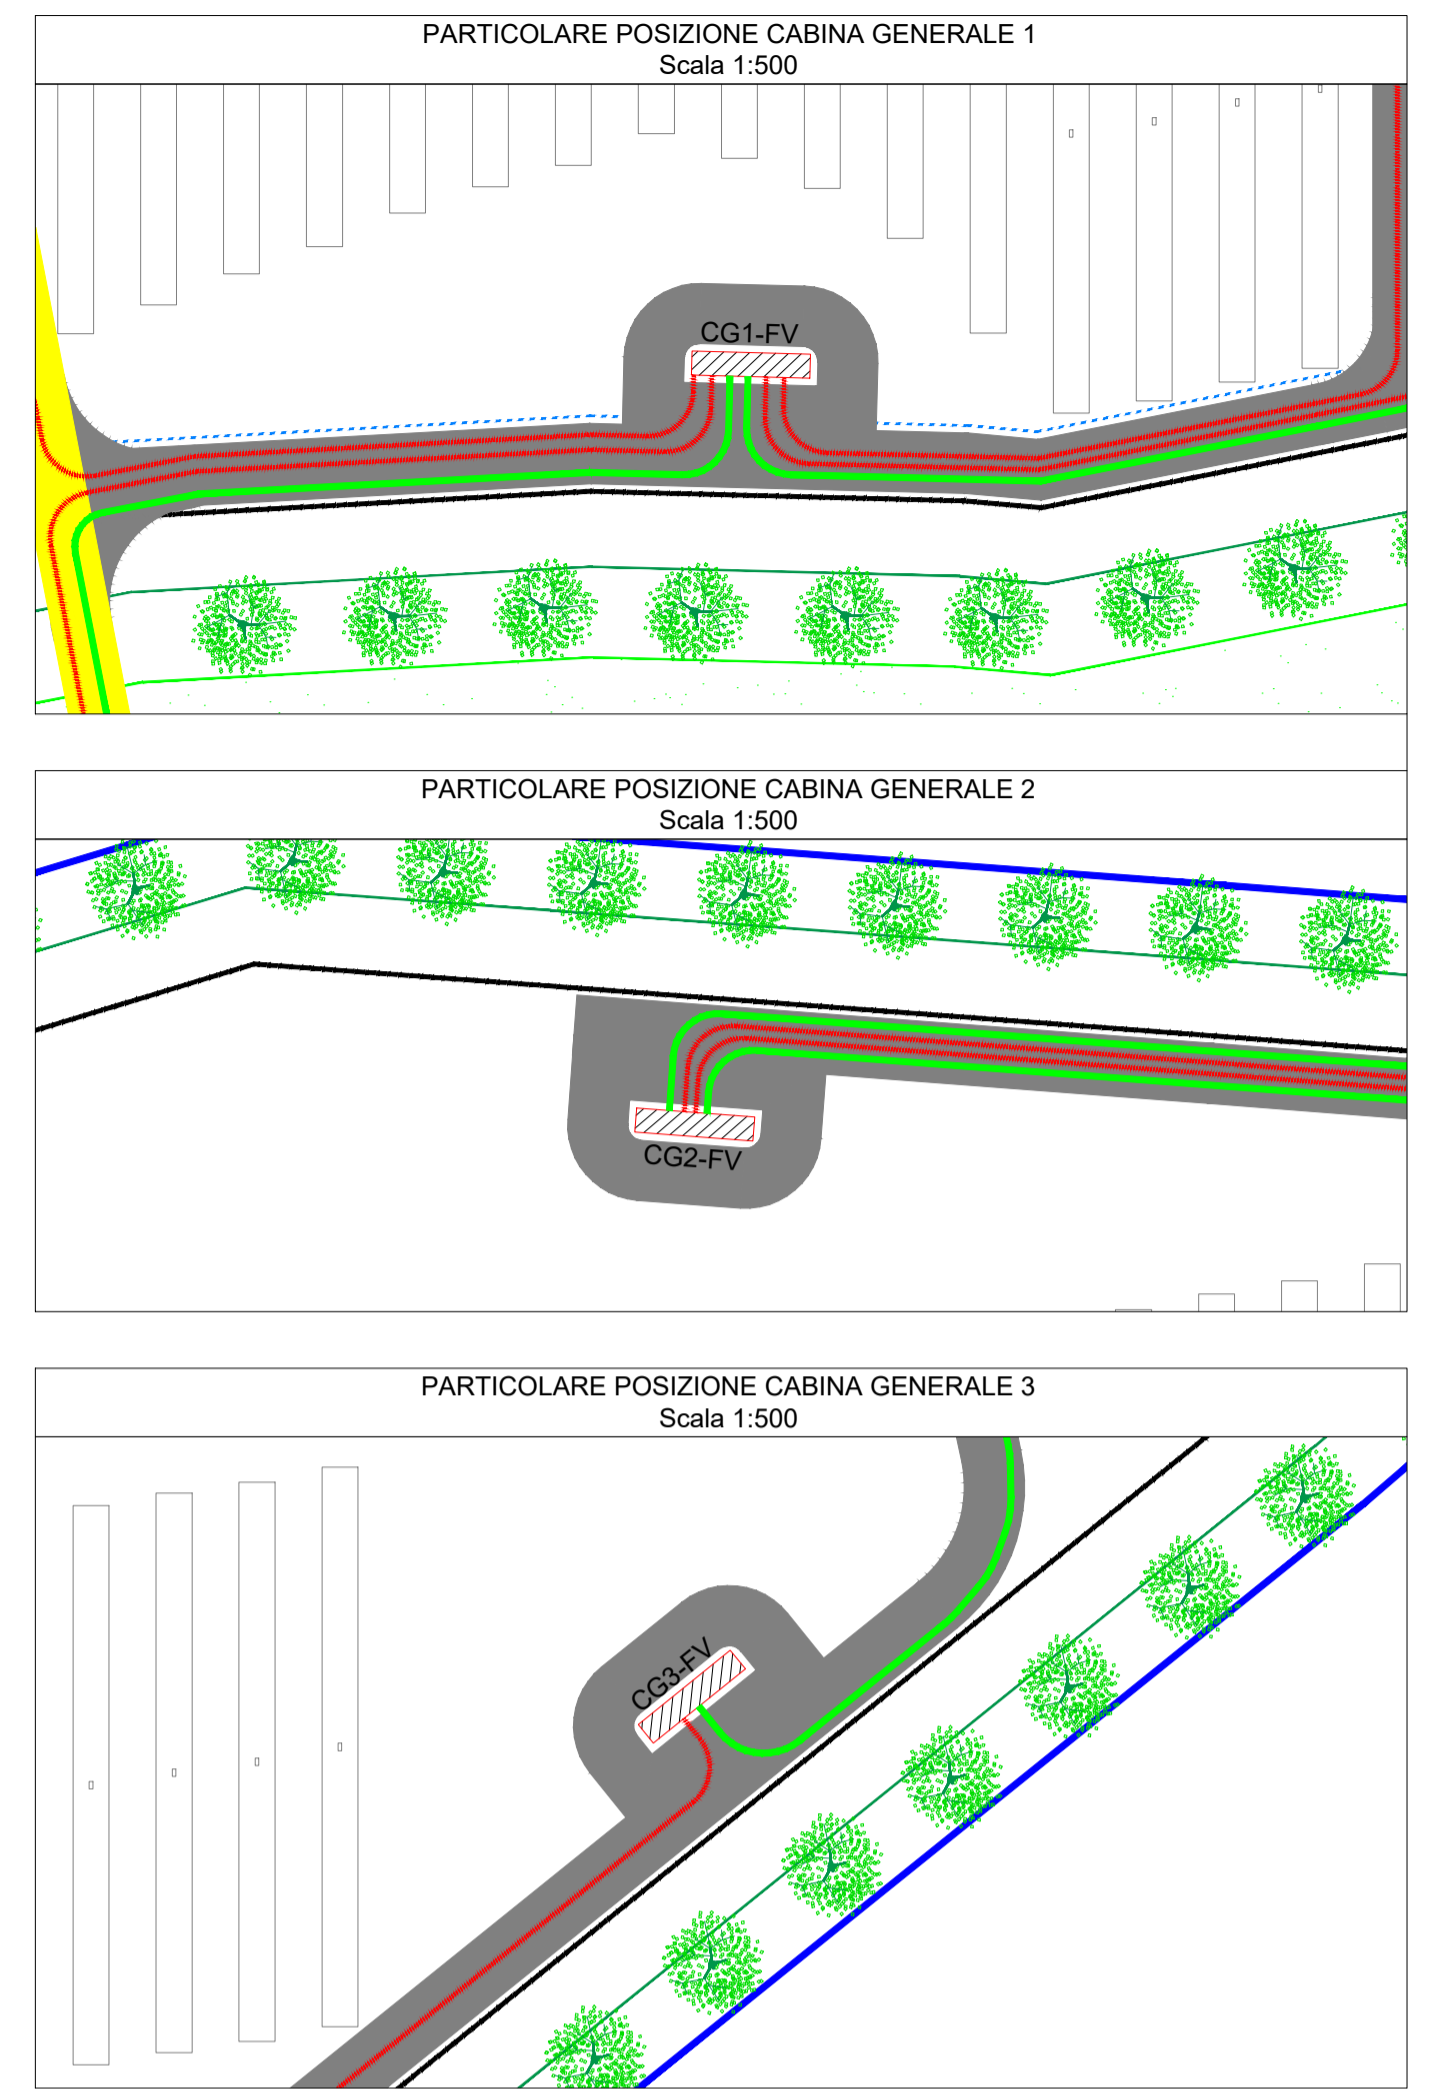 PARTICOLARE POSIZIONE CABINA GENERALE 1
Scala 1:500
CG1-FV
PARTICOLARE POSIZIONE CABINA GENERALE 2
Scala 1:500
CG2-FV
PARTICOLARE POSIZIONE CABINA GENERALE 3
Scala 1:500
CG3-FV